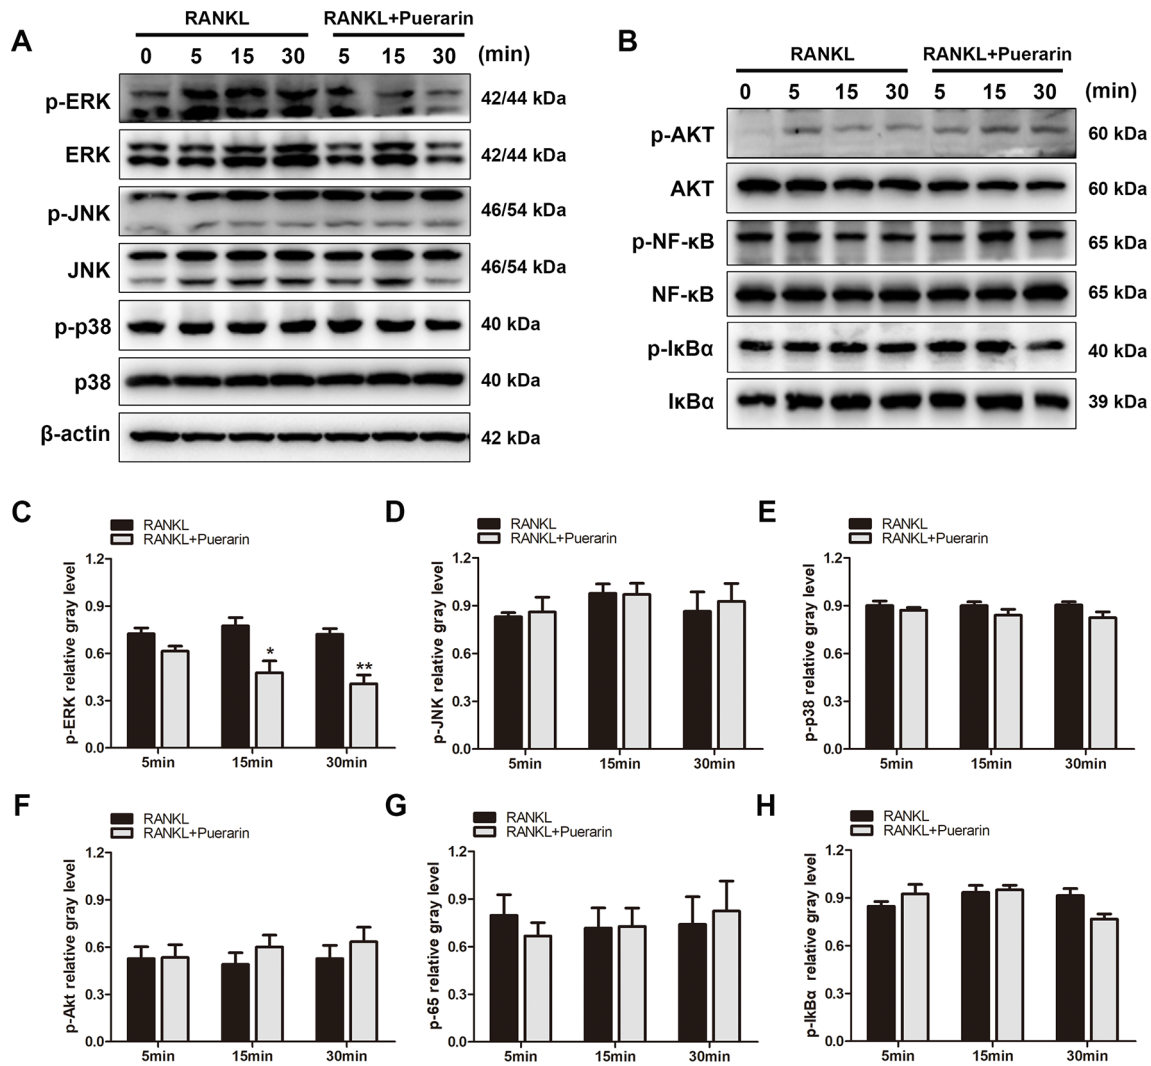 A
RANKL RANKL+Puerarin
0 5 15 30 5 15 30 (min)
p-ERK 42/44 kDa
ERK 42/44 kDa
p-JNK 46/54 kDa
JNK 46/54 kDa
p-p38 40 kDa
p38 40 kDa
β-actin 42 kDa
B
RANKL RANKL+Puerarin
0 5 15 30 5 15 30 (min)
p-AKT 60 kDa
AKT 60 kDa
p-NF-κB 65 kDa
NF-κB 65 kDa
p-IκBα 40 kDa
IκBα 39 kDa
C
RANKL
RANKL+Puerarin
p-ERK relative gray level
1.2
0.9
0.6
0.3
0.0
* **
5min 15min 30min
D
RANKL
RANKL+Puerarin
p-JNK relative gray level
1.2
0.9
0.6
0.3
0.0
5min 15min 30min
E
RANKL
RANKL+Puerarin
p-p38 relative gray level
1.2
0.9
0.6
0.3
0.0
5min 15min 30min
F
RANKL
RANKL+Puerarin
p-Akt relative gray level
1.2
0.9
0.6
0.3
0.0
5min 15min 30min
G
RANKL
RANKL+Puerarin
p-65 relative gray level
1.2
0.9
0.6
0.3
0.0
5min 15min 30min
H
RANKL
RANKL+Puerarin
p-IkBα relative gray level
1.2
0.9
0.6
0.3
0.0
5min 15min 30min